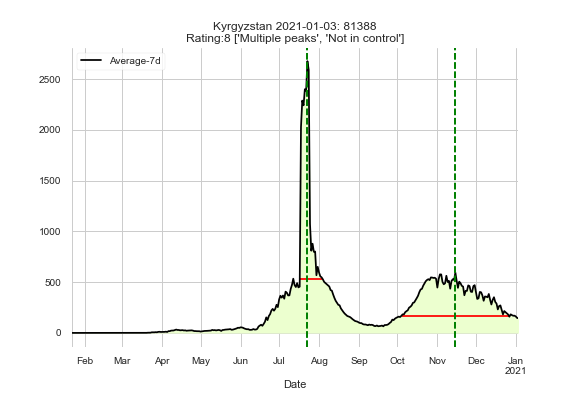 Kyrgyzstan 2021-01-03: 81388
Rating:8 ['Multiple peaks', 'Not in control']
Average-7d
2500
2000
1500
1000
500
0
Feb Mar Apr May Jun Jul Aug Sep Oct Nov Dec Jan
2021
Date